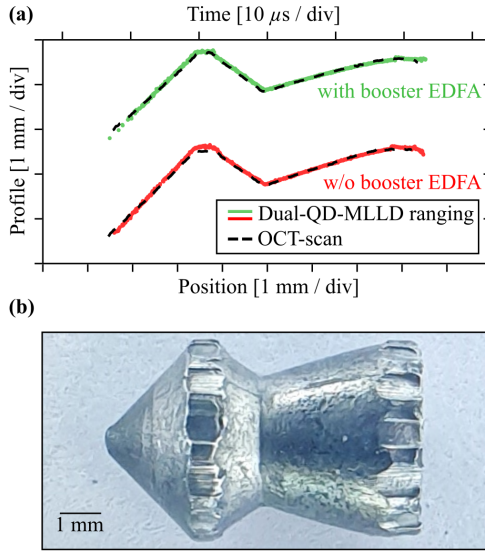 (a)
Time [10 µs / div]
Profile [1 mm / div]
with booster EDFA
w/o booster EDFA
Dual-QD-MLLD ranging
OCT-scan
Position [1 mm / div]
(b)
1 mm